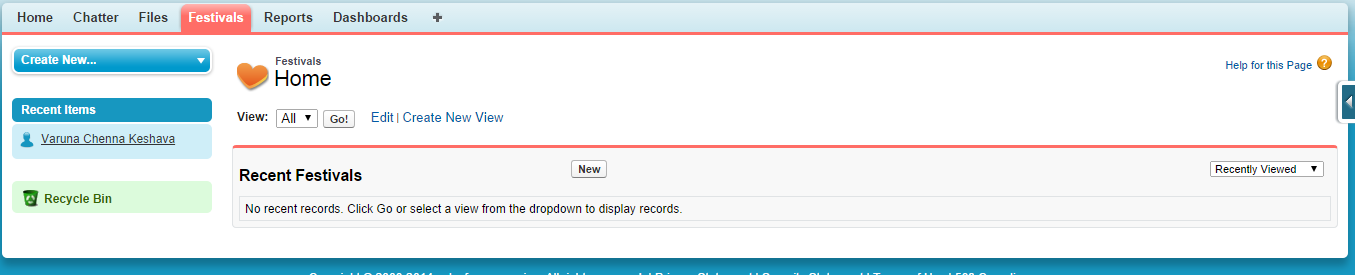 Home Chatter Files Festivals Reports Dashboards +
Create New...
Festivals
Home
Help for this Page ?
View: All Go! Edit | Create New View
Recent Items
Varuna Chenna Keshava
Recycle Bin
Recent Festivals New Recently Viewed
No recent records. Click Go or select a view from the dropdown to display records.